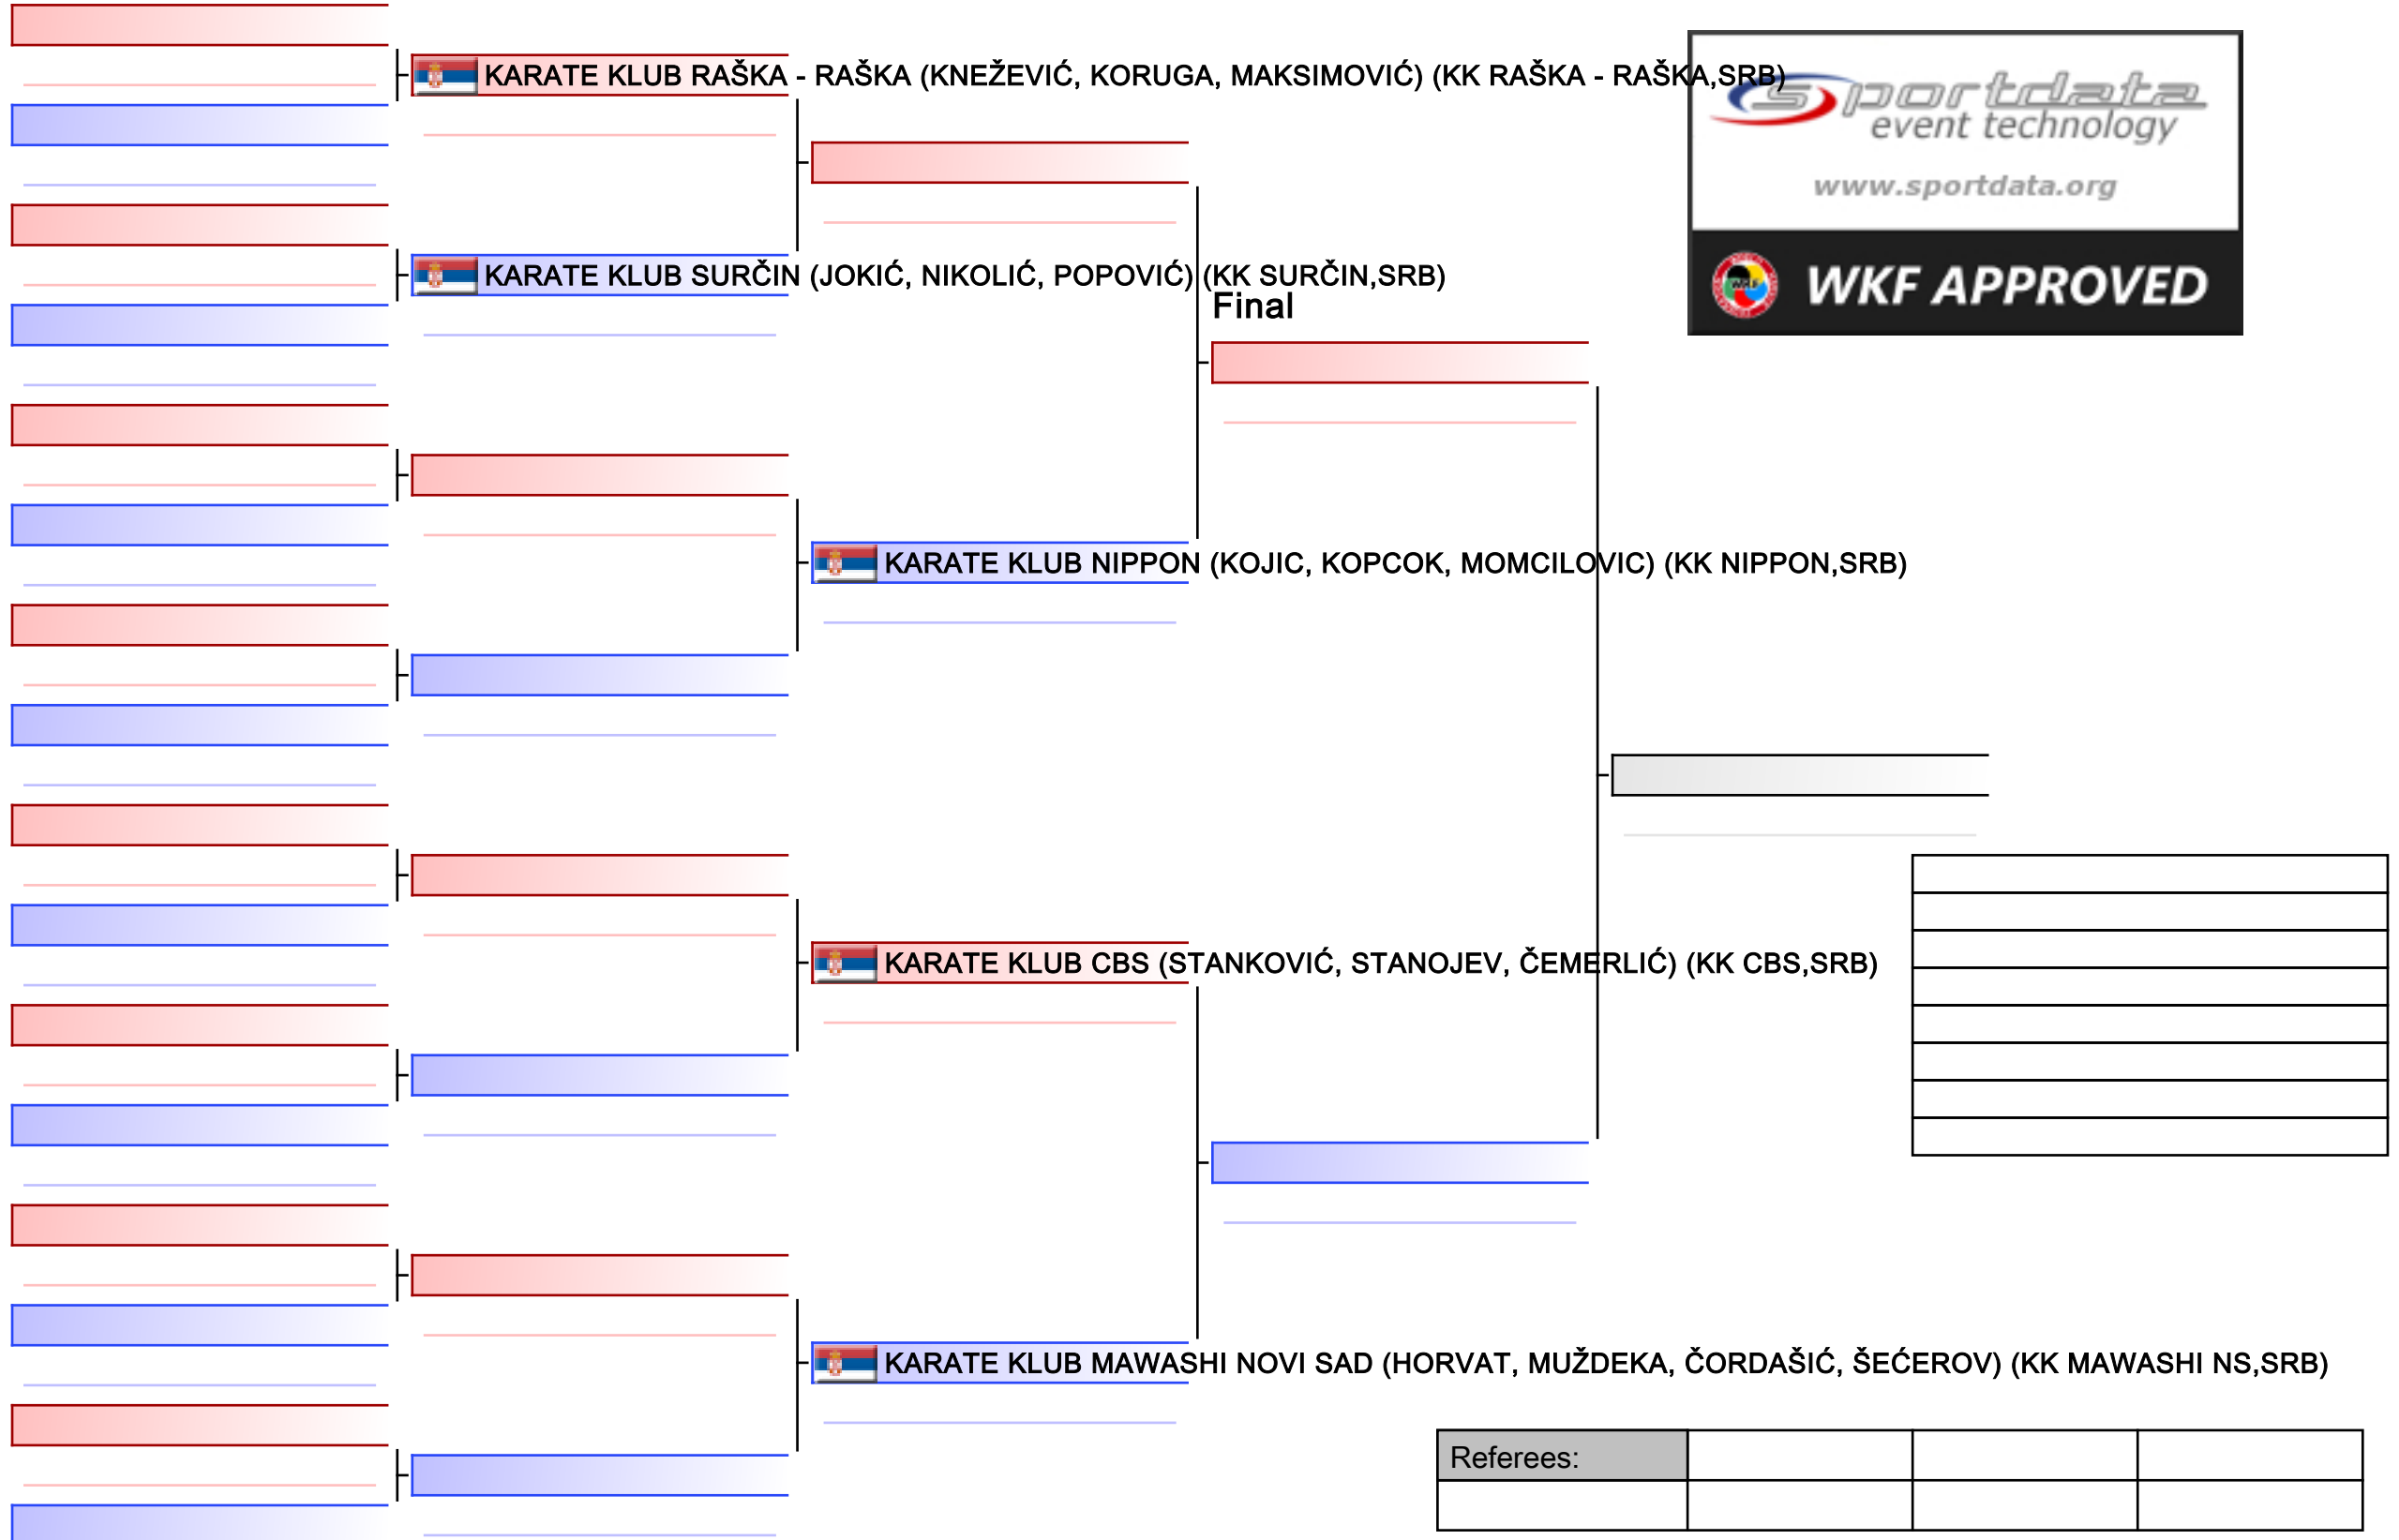 KARATE KLUB RAŠKA - RAŠKA (KNEŽEVIĆ, KORUGA, MAKSIMOVIĆ) (KK RAŠKA - RAŠKA,SRB)
sportdata
event technology
www.sportdata.org
KARATE KLUB SURČIN (JOKIĆ, NIKOLIĆ, POPOVIĆ) (KK SURČIN,SRB)
WKF APPROVED
Final
KARATE KLUB NIPPON (KOJIC, KOPCOK, MOMCILOVIC) (KK NIPPON,SRB)
KARATE KLUB CBS (STANKOVIĆ, STANOJEV, ČEMERLIĆ) (KK CBS,SRB)
KARATE KLUB MAWASHI NOVI SAD (HORVAT, MUŽDEKA, ČORDAŠIĆ, ŠEĆEROV) (KK MAWASHI NS,SRB)
Referees: